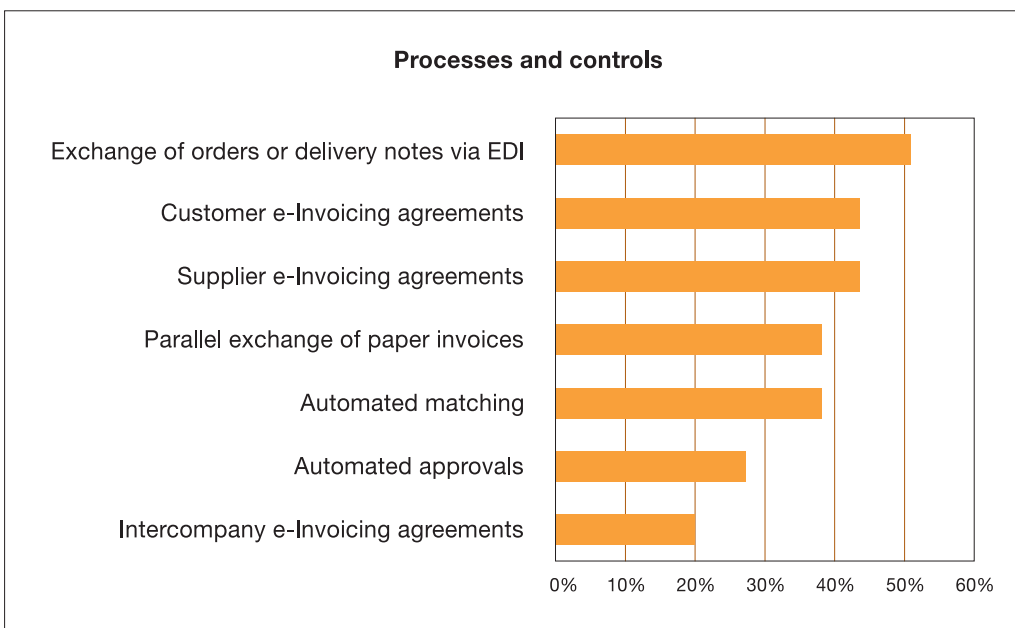 Processes and controls
Exchange of orders or delivery notes via EDI
Customer e-Invoicing agreements
Supplier e-Invoicing agreements
Parallel exchange of paper invoices
Automated matching
Automated approvals
Intercompany e-Invoicing agreements
0% 10% 20% 30% 40% 50% 60%